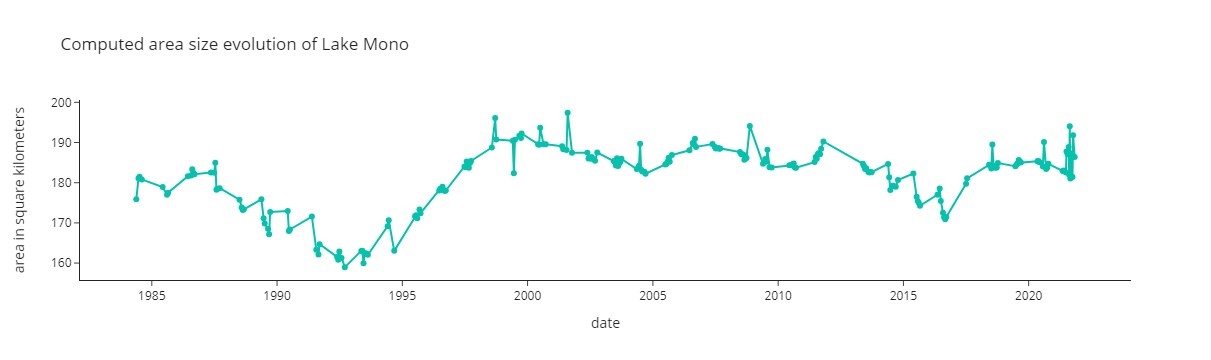 Computed area size evolution of Lake Mono
area in square kilometers
200
190
180
170
160
1985 1990 1995 2000 2005 2010 2015 2020
date